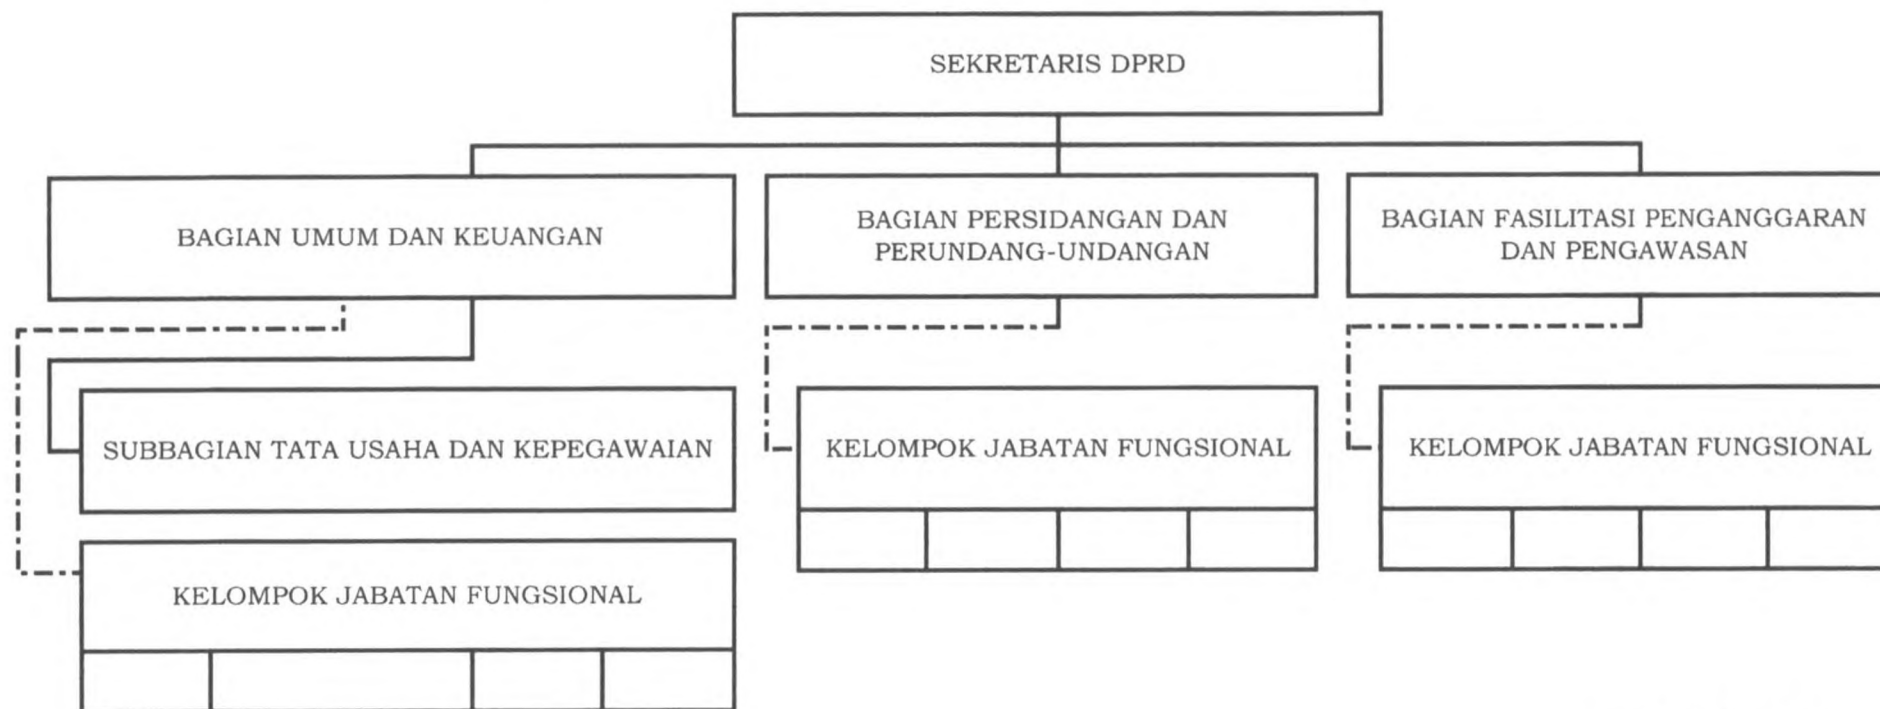 SEKRETARIS DPRD
BAGIAN UMUM DAN KEUANGAN
BAGIAN PERSIDANGAN DAN
PERUNDANG-UNDANGAN
BAGIAN FASILITASI PENGANGGARAN
DAN PENGAWASAN
SUBBAGIAN TATA USAHA DAN KEPEGAWAIAN
KELOMPOK JABATAN FUNGSIONAL
KELOMPOK JABATAN FUNGSIONAL
KELOMPOK JABATAN FUNGSIONAL